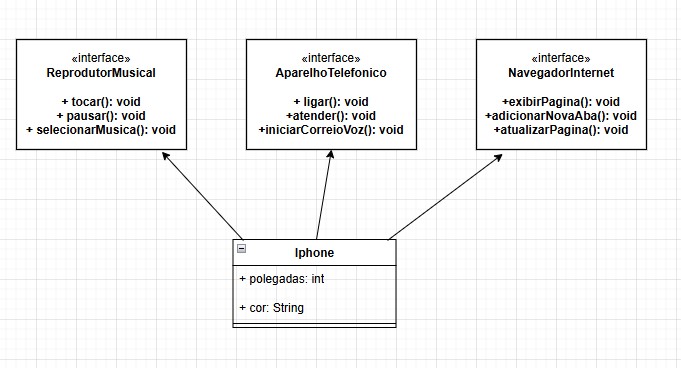 «interface»
ReprodutorMusical
+ tocar(): void
+ pausar(): void
+ selecionarMusica(): void
«interface»
AparelhoTelefonico
+ ligar(): void
+atender(): void
+iniciarCorreioVoz(): void
«interface»
NavegadorInternet
+exibirPagina(): void
+adicionarNovaAba(): void
+atualizarPagina(): void
Iphone
+ polegadas: int
+ cor: String